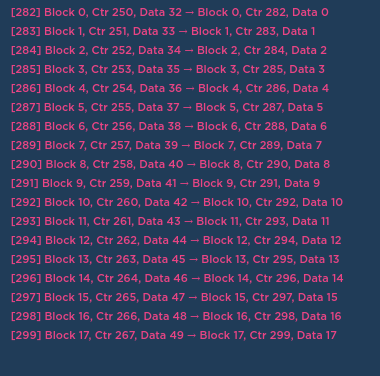 [282] Block 0, Ctr 250, Data 32 → Block 0, Ctr 282, Data 0
[283] Block 1, Ctr 251, Data 33 → Block 1, Ctr 283, Data 1
[284] Block 2, Ctr 252, Data 34 → Block 2, Ctr 284, Data 2
[285] Block 3, Ctr 253, Data 35 → Block 3, Ctr 285, Data 3
[286] Block 4, Ctr 254, Data 36 → Block 4, Ctr 286, Data 4
[287] Block 5, Ctr 255, Data 37 → Block 5, Ctr 287, Data 5
[288] Block 6, Ctr 256, Data 38 → Block 6, Ctr 288, Data 6
[289] Block 7, Ctr 257, Data 39 → Block 7, Ctr 289, Data 7
[290] Block 8, Ctr 258, Data 40 → Block 8, Ctr 290, Data 8
[291] Block 9, Ctr 259, Data 41 → Block 9, Ctr 291, Data 9
[292] Block 10, Ctr 260, Data 42 → Block 10, Ctr 292, Data 10
[293] Block 11, Ctr 261, Data 43 → Block 11, Ctr 293, Data 11
[294] Block 12, Ctr 262, Data 44 → Block 12, Ctr 294, Data 12
[295] Block 13, Ctr 263, Data 45 → Block 13, Ctr 295, Data 13
[296] Block 14, Ctr 264, Data 46 → Block 14, Ctr 296, Data 14
[297] Block 15, Ctr 265, Data 47 → Block 15, Ctr 297, Data 15
[298] Block 16, Ctr 266, Data 48 → Block 16, Ctr 298, Data 16
[299] Block 17, Ctr 267, Data 49 → Block 17, Ctr 299, Data 17